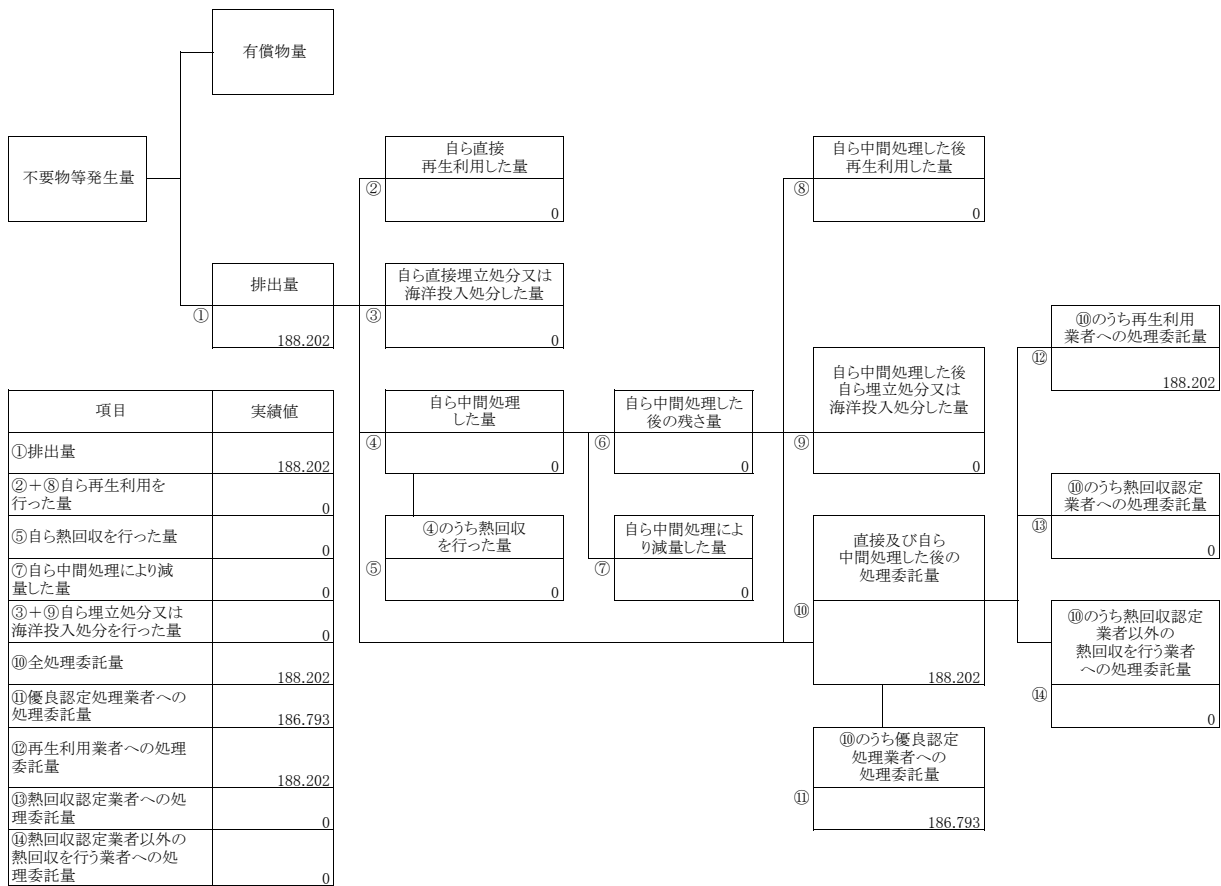 有償物量
不要物等発生量
自ら直接
再生利用した量
②
0
自ら中間処理した後
再生利用した量
⑧
0
排出量
①
188.202
自ら直接埋立処分又は
海洋投入処分した量
③
0
⑩のうち再生利用
業者への処理委託量
⑫
188.202
自ら中間処理
した量
④
0
自ら中間処理した
後の残さ量
⑥
0
自ら中間処理した後
自ら埋立処分又は
海洋投入処分した量
⑨
0
⑩のうち熱回収認定
業者への処理委託量
⑬
0
④のうち熱回収
を行った量
⑤
0
自ら中間処理によ
り減量した量
⑦
0
直接及び自ら
中間処理した後の
処理委託量
⑩
188.202
⑩のうち熱回収認定
業者以外の
熱回収を行う業者
への処理委託量
⑭
0
⑩のうち優良認定
処理業者への
処理委託量
⑪
186.793
項目 実績値
①排出量
188.202
②+⑧自ら再生利用を
行った量
0
⑤自ら熱回収を行った量
0
⑦自ら中間処理により減
量した量
0
③+⑨自ら埋立処分又は
海洋投入処分を行った量
0
⑩全処理委託量
188.202
⑪優良認定処理業者への
処理委託量
186.793
⑫再生利用業者への処理
委託量
188.202
⑬熱回収認定業者への処
理委託量
0
⑭熱回収認定業者以外の
熱回収を行う業者への処
理委託量
0